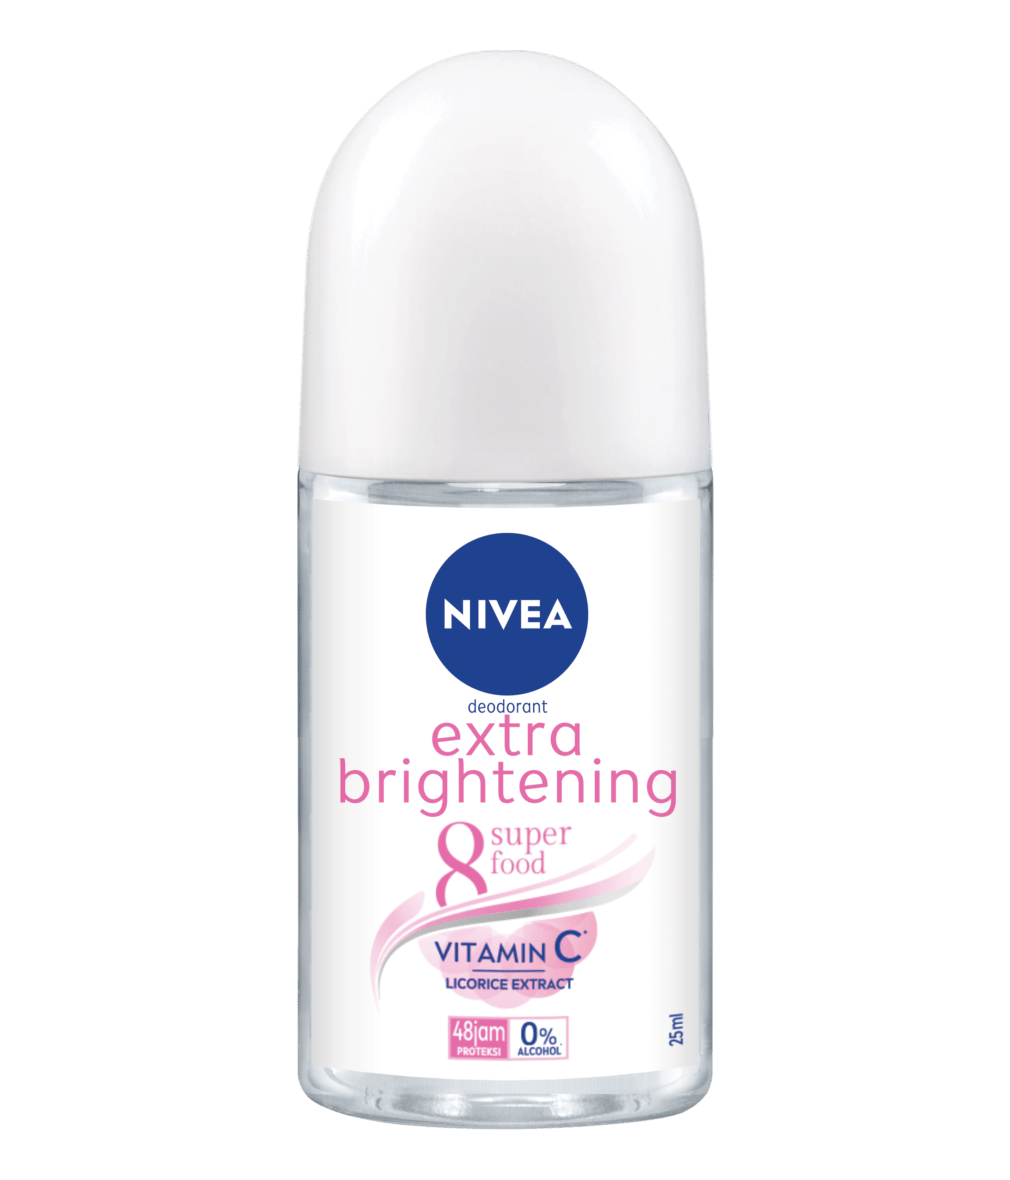 NIVEA
deodorant
extra
brightening
8 super
food
VITAMIN C*
LICORICE EXTRACT
48jam
PROTEKSI
0%
ALCOHOL*
25ml